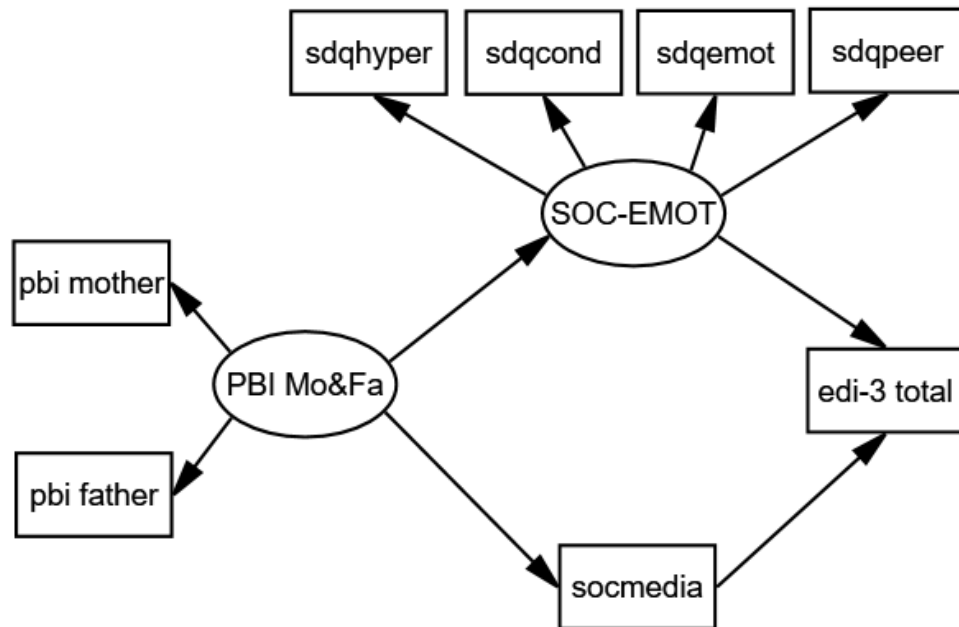 sdqhyper
sdqcond
sdqemot
sdqpeer
SOC-EMOT
pbi mother
PBI Mo&Fa
edi-3 total
pbi father
socmedia